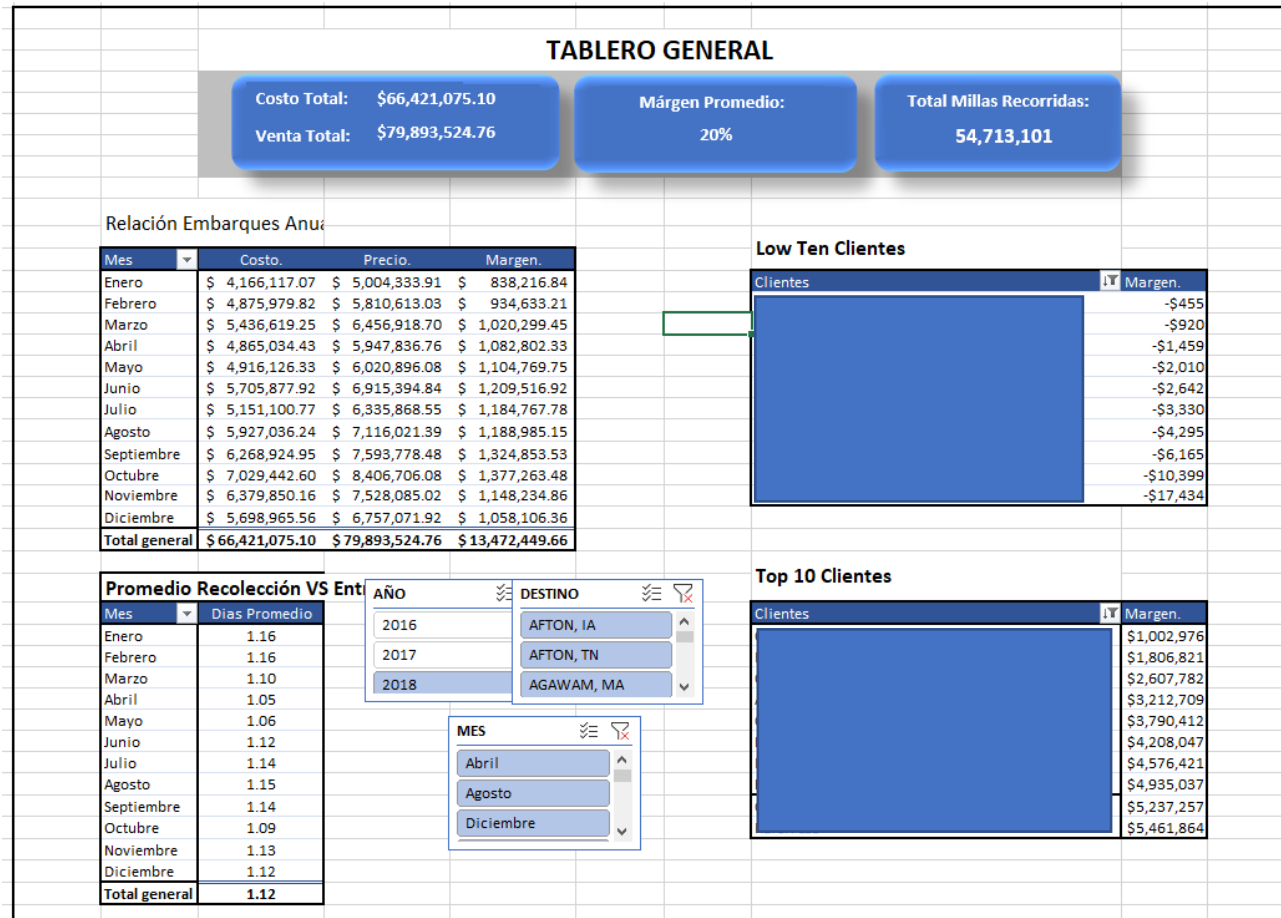 TABLERO GENERAL
Costo Total: $66,421,075.10
Venta Total: $79,893,524.76
Márgen Promedio:
20%
Total Millas Recorridas:
54,713,101
Relación Embarques Anua
Mes Costo. Precio. Margen.
Enero $ 4,166,117.07 $ 5,004,333.91 $ 838,216.84
Febrero $ 4,875,979.82 $ 5,810,613.03 $ 934,633.21
Marzo $ 5,436,619.25 $ 6,456,918.70 $ 1,020,299.45
Abril $ 4,865,034.43 $ 5,947,836.76 $ 1,082,802.33
Mayo $ 4,916,126.33 $ 6,020,896.08 $ 1,104,769.75
Junio $ 5,705,877.92 $ 6,915,394.84 $ 1,209,516.92
Julio $ 5,151,100.77 $ 6,335,868.55 $ 1,184,767.78
Agosto $ 5,927,036.24 $ 7,116,021.39 $ 1,188,985.15
Septiembre $ 6,268,924.95 $ 7,593,778.48 $ 1,324,853.53
Octubre $ 7,029,442.60 $ 8,406,706.08 $ 1,377,263.48
Noviembre $ 6,379,850.16 $ 7,528,085.02 $ 1,148,234.86
Diciembre $ 5,698,965.56 $ 6,757,071.92 $ 1,058,106.36
Total general $ 66,421,075.10 $ 79,893,524.76 $ 13,472,449.66
Low Ten Clientes
Clientes Margen.
-$455
-$920
-$1,459
-$2,010
-$2,642
-$3,330
-$4,295
-$6,165
-$10,399
-$17,434
Promedio Recolección VS Ent
Mes Dias Promedio
Enero 1.16
Febrero 1.16
Marzo 1.10
Abril 1.05
Mayo 1.06
Junio 1.12
Julio 1.14
Agosto 1.15
Septiembre 1.14
Octubre 1.09
Noviembre 1.13
Diciembre 1.12
Total general 1.12
AÑO
2016
2017
2018
DESTINO
AFTON, IA
AFTON, TN
AGAWAM, MA
MES
Abril
Agosto
Diciembre
Top 10 Clientes
Clientes Margen.
$1,002,976
$1,806,821
$2,607,782
$3,212,709
$3,790,412
$4,208,047
$4,576,421
$4,935,037
$5,237,257
$5,461,864